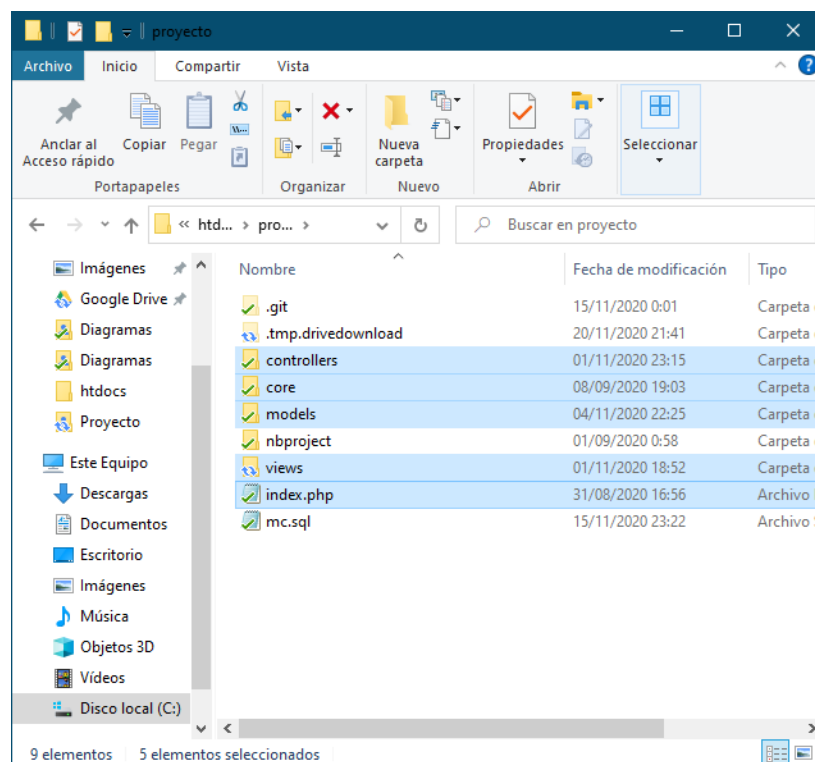 proyecto
Archivo Inicio Compartir Vista
Anclar al Acceso rápido
Copiar
Pegar
Nueva carpeta
Propiedades
Seleccionar
Portapapeles Organizar Nuevo Abrir
« htd... › pro... ›
Buscar en proyecto
Imágenes
Google Drive
Diagramas
Diagramas
htdocs
Proyecto
Este Equipo
Descargas
Documentos
Escritorio
Imágenes
Música
Objetos 3D
Vídeos
Disco local (C:)
Nombre Fecha de modificación Tipo
.git 15/11/2020 0:01 Carpeta
.tmp.drivedownload 20/11/2020 21:41 Carpeta
controllers 01/11/2020 23:15 Carpeta
core 08/09/2020 19:03 Carpeta
models 04/11/2020 22:25 Carpeta
nbproject 01/09/2020 0:58 Carpeta
views 01/11/2020 18:52 Carpeta
index.php 31/08/2020 16:56 Archivo
mc.sql 15/11/2020 23:22 Archivo
9 elementos 5 elementos seleccionados